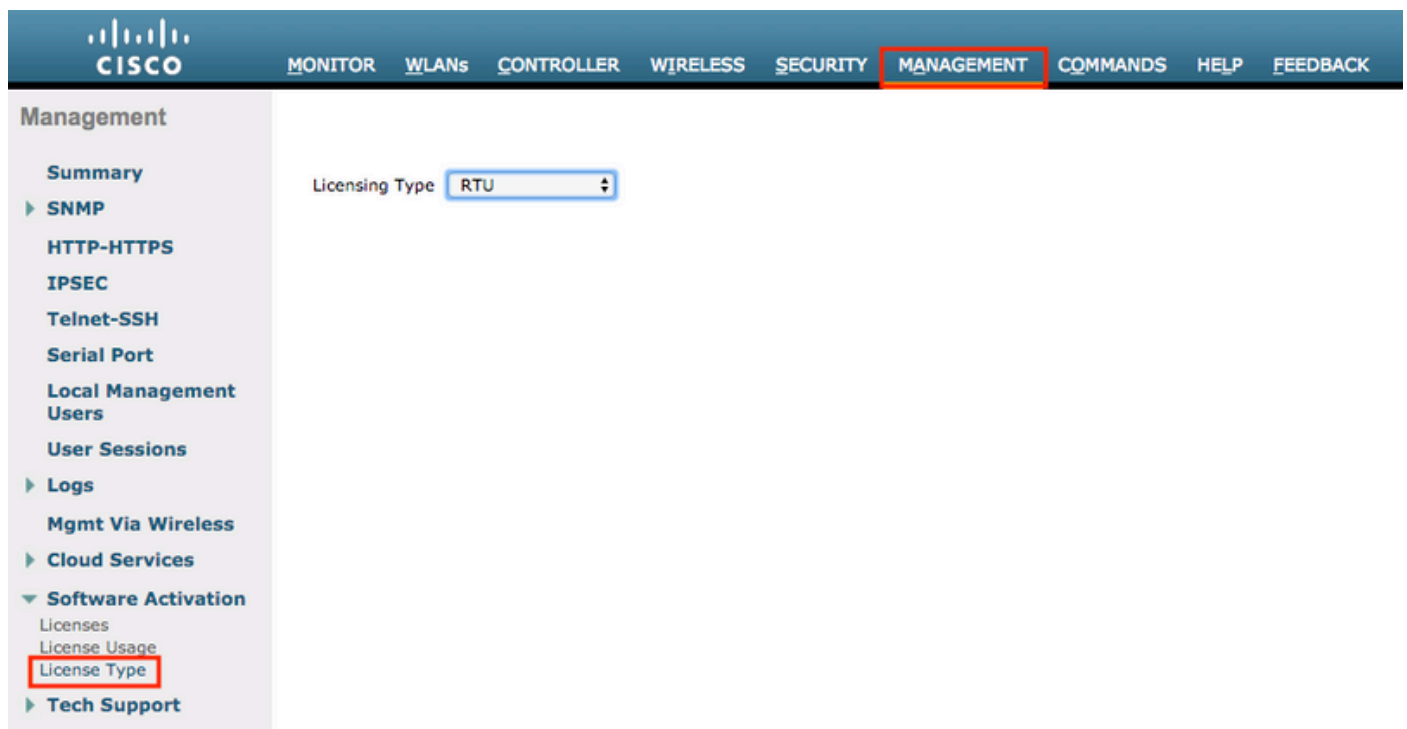 CISCO
MONITOR WLANs CONTROLLER WIRELESS SECURITY MANAGEMENT COMMANDS HELP FEEDBACK
Management
Summary
SNMP
HTTP-HTTPS
IPSEC
Telnet-SSH
Serial Port
Local Management
Users
User Sessions
Logs
Mgmt Via Wireless
Cloud Services
Software Activation
Licenses
License Usage
License Type
Tech Support
Licensing Type RTU